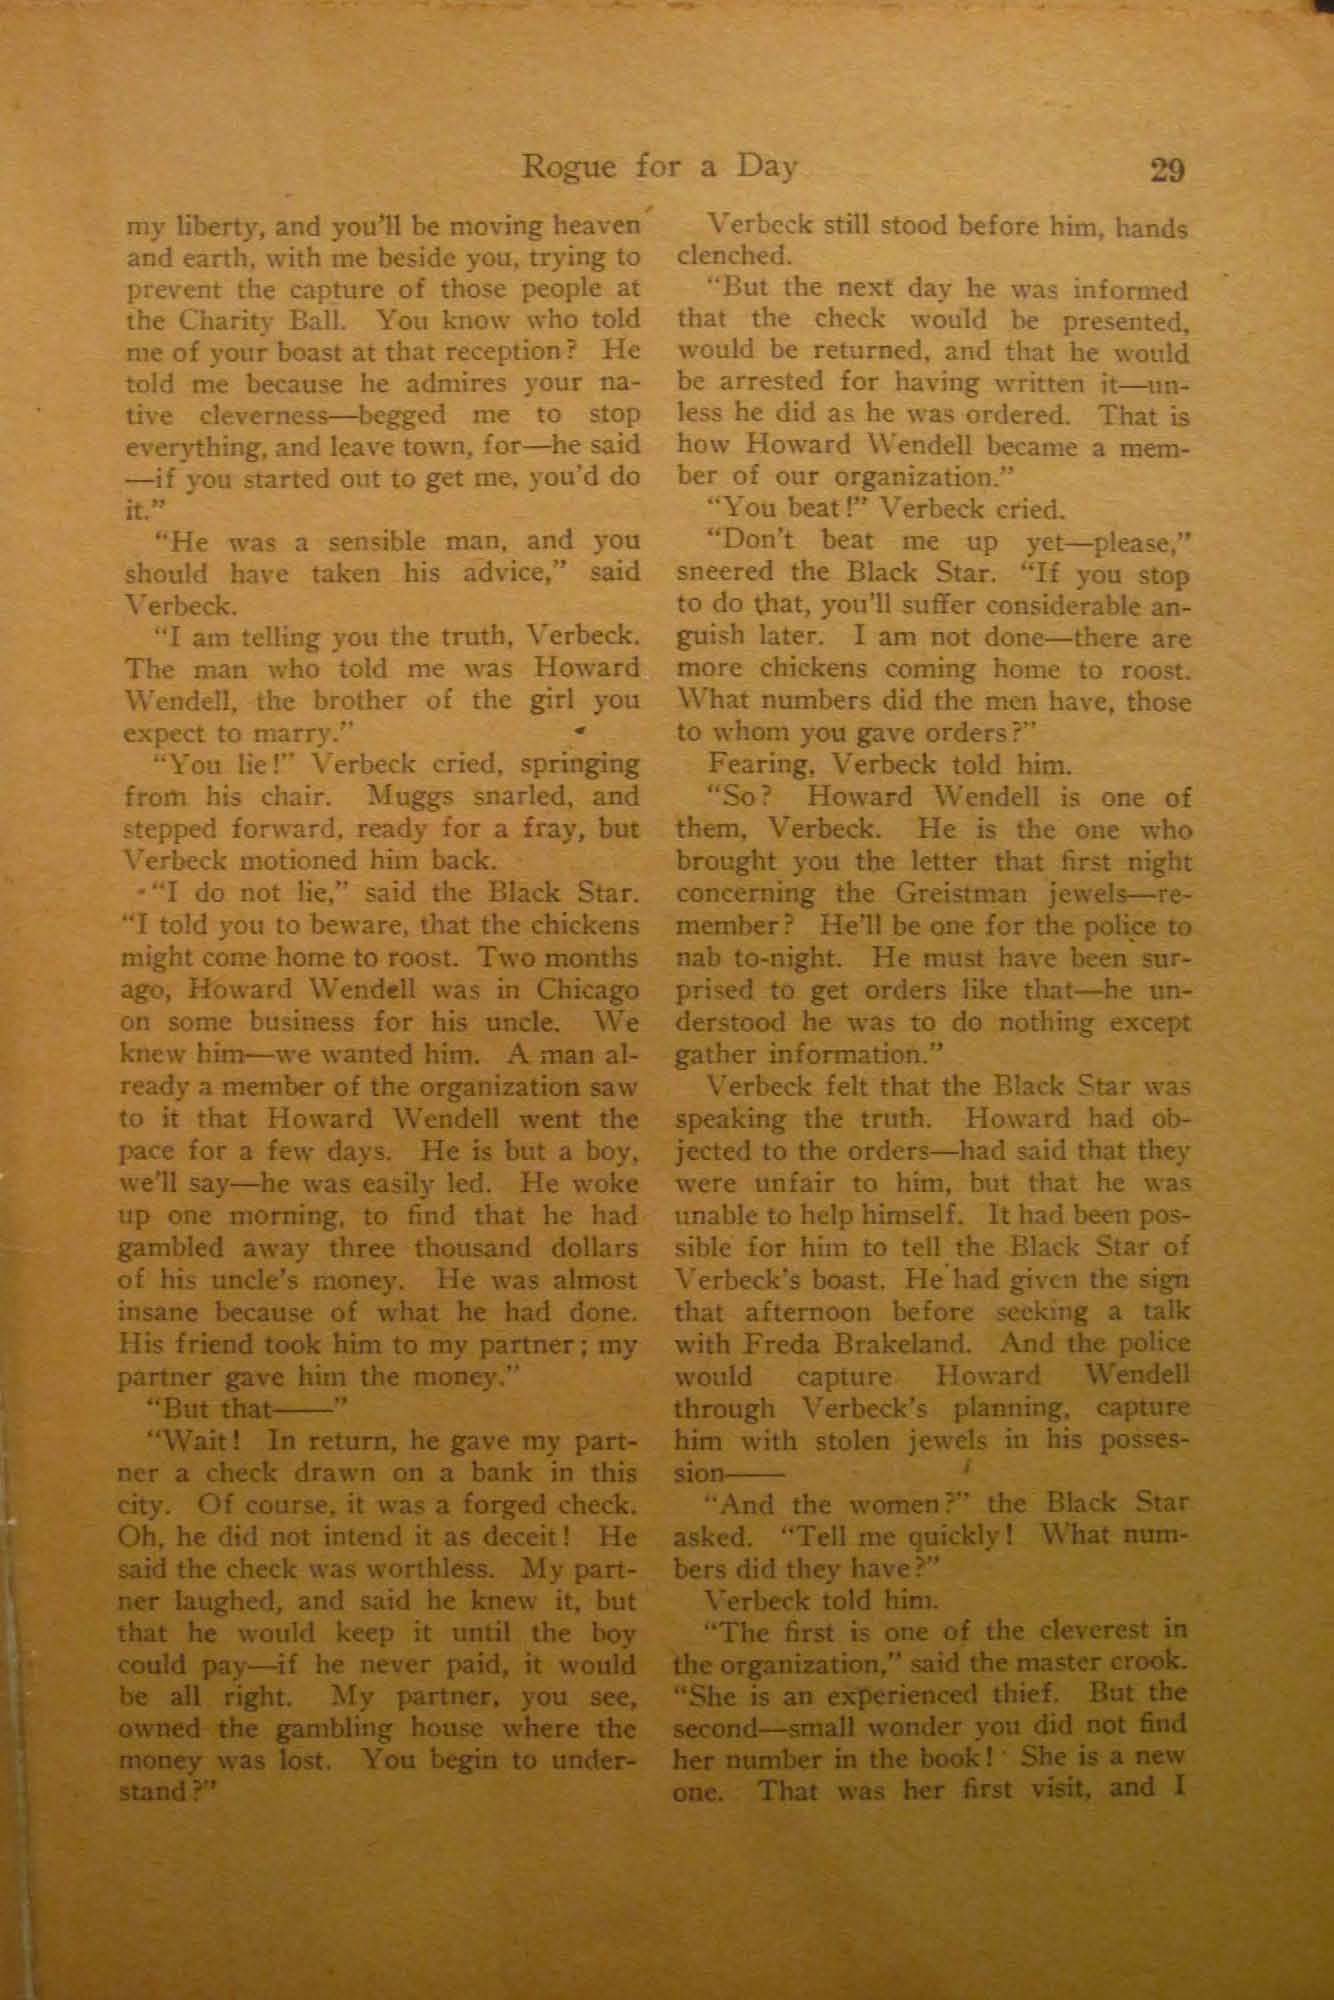 Rogue for a Day 29
my liberty, and you'll be moving heaven
and earth, with me beside you, trying to
prevent the capture of those people at
the Charity Ball. You know who told
me of your boast at that reception? He
told me because he admires your na-
tive cleverness—begged me to stop
everything, and leave town, for—he said
—if you started out to get me, you'd do
it."
"He was a sensible man, and you
should have taken his advice," said
Verbeck.
"I am telling you the truth, Verbeck.
The man who told me was Howard
Wendell, the brother of the girl you
expect to marry."
"You lie!" Verbeck cried, springing
from his chair. Muggs snarled, and
stepped forward, ready for a fray, but
Verbeck motioned him back.
"I do not lie," said the Black Star.
"I told you to beware, that the chickens
might come home to roost. Two months
ago, Howard Wendell was in Chicago
on some business for his uncle. We
knew him—we wanted him. A man al-
ready a member of the organization saw
to it that Howard Wendell went the
pace for a few days. He is but a boy,
we'll say—he was easily led. He woke
up one morning, to find that he had
gambled away three thousand dollars
of his uncle's money. He was almost
insane because of what he had done.
His friend took him to my partner; my
partner gave him the money."
"But that——"
"Wait! In return, he gave my part-
ner a check drawn on a bank in this
city. Of course, it was a forged check.
Oh, he did not intend it as deceit! He
said the check was worthless. My part-
ner laughed, and said he knew it, but
that he would keep it until the boy
could pay—if he never paid, it would
be all right. My partner, you see,
owned the gambling house where the
money was lost. You begin to under-
stand?"
Verbeck still stood before him, hands
clenched.
"But the next day he was informed
that the check would be presented,
would be returned, and that he would
be arrested for having written it—un-
less he did as he was ordered. That is
how Howard Wendell became a mem-
ber of our organization."
"You beat!" Verbeck cried.
"Don't beat me up yet—please,"
sneered the Black Star. "If you stop
to do that, you'll suffer considerable an-
guish later. I am not done—there are
more chickens coming home to roost.
What numbers did the men have, those
to whom you gave orders?"
Fearing, Verbeck told him.
"So? Howard Wendell is one of
them, Verbeck. He is the one who
brought you the letter that first night
concerning the Greistman jewels—re-
member? He'll be one for the police to
nab to-night. He must have been sur-
prised to get orders like that—he un-
derstood he was to do nothing except
gather information."
Verbeck felt that the Black Star was
speaking the truth. Howard had ob-
jected to the orders—had said that they
were unfair to him, but that he was
unable to help himself. It had been pos-
sible for him to tell the Black Star of
Verbeck's boast. He had given the sign
that afternoon before seeking a talk
with Freda Brakeland. And the police
would capture Howard Wendell
through Verbeck's planning, capture
him with stolen jewels in his posses-
sion——
"And the women?" the Black Star
asked. "Tell me quickly! What num-
bers did they have?"
Verbeck told him.
"The first is one of the cleverest in
the organization," said the master crook.
"She is an experienced thief. But the
second—small wonder you did not find
her number in the book! She is a new
one. That was her first visit, and I